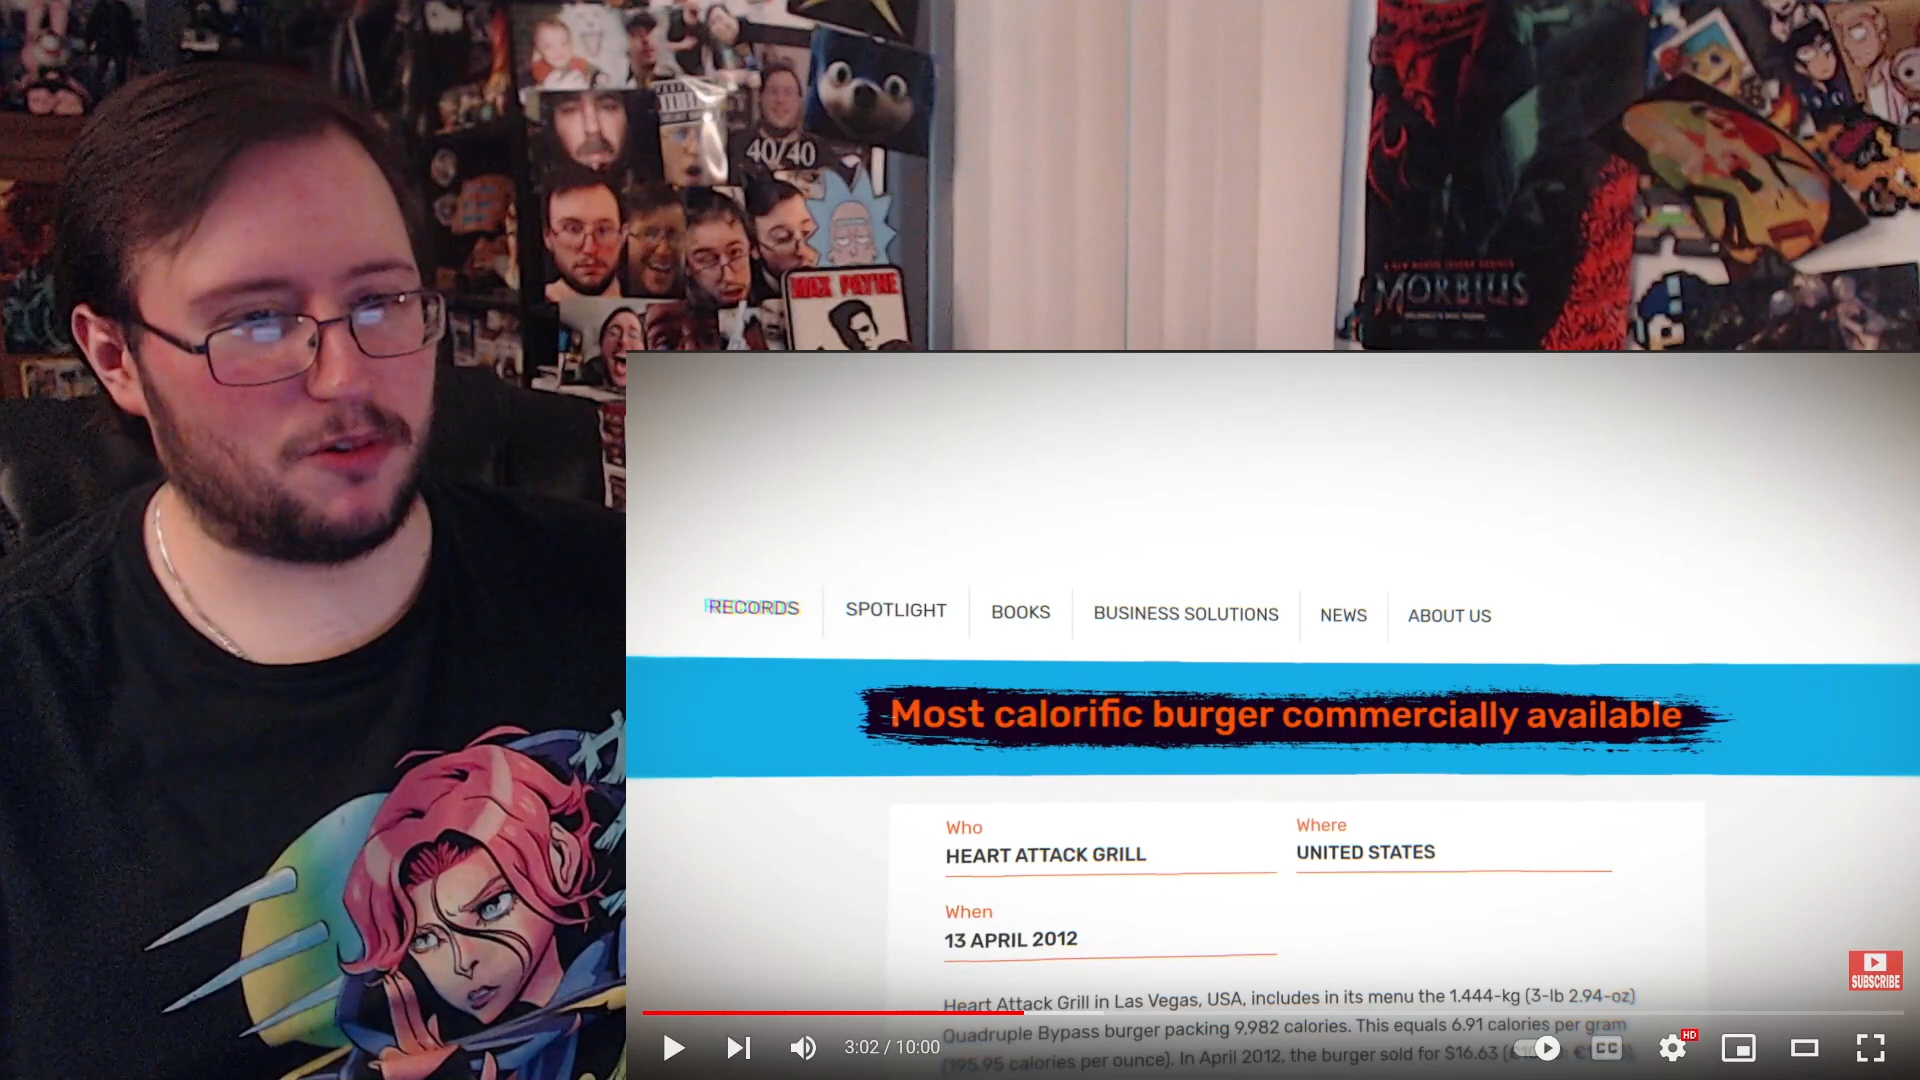 40/40
MAX PAYNE
MORBIUS
RECORDS
SPOTLIGHT
BOOKS
BUSINESS SOLUTIONS
NEWS
ABOUT US
Most calorific burger commercially available
Who
HEART ATTACK GRILL
Where
UNITED STATES
When
13 APRIL 2012
Heart Attack Grill in Las Vegas, USA, includes in its menu the 1.444-kg (3-lb 2.94-oz)
Quadruple Bypass burger packing 9,982 calories. This equals 6.91 calories per gram
(195.95 calories per ounce). In April 2012, the burger sold for $16.63
SUBSCRIBE
3:02 / 10:00
CC
HD